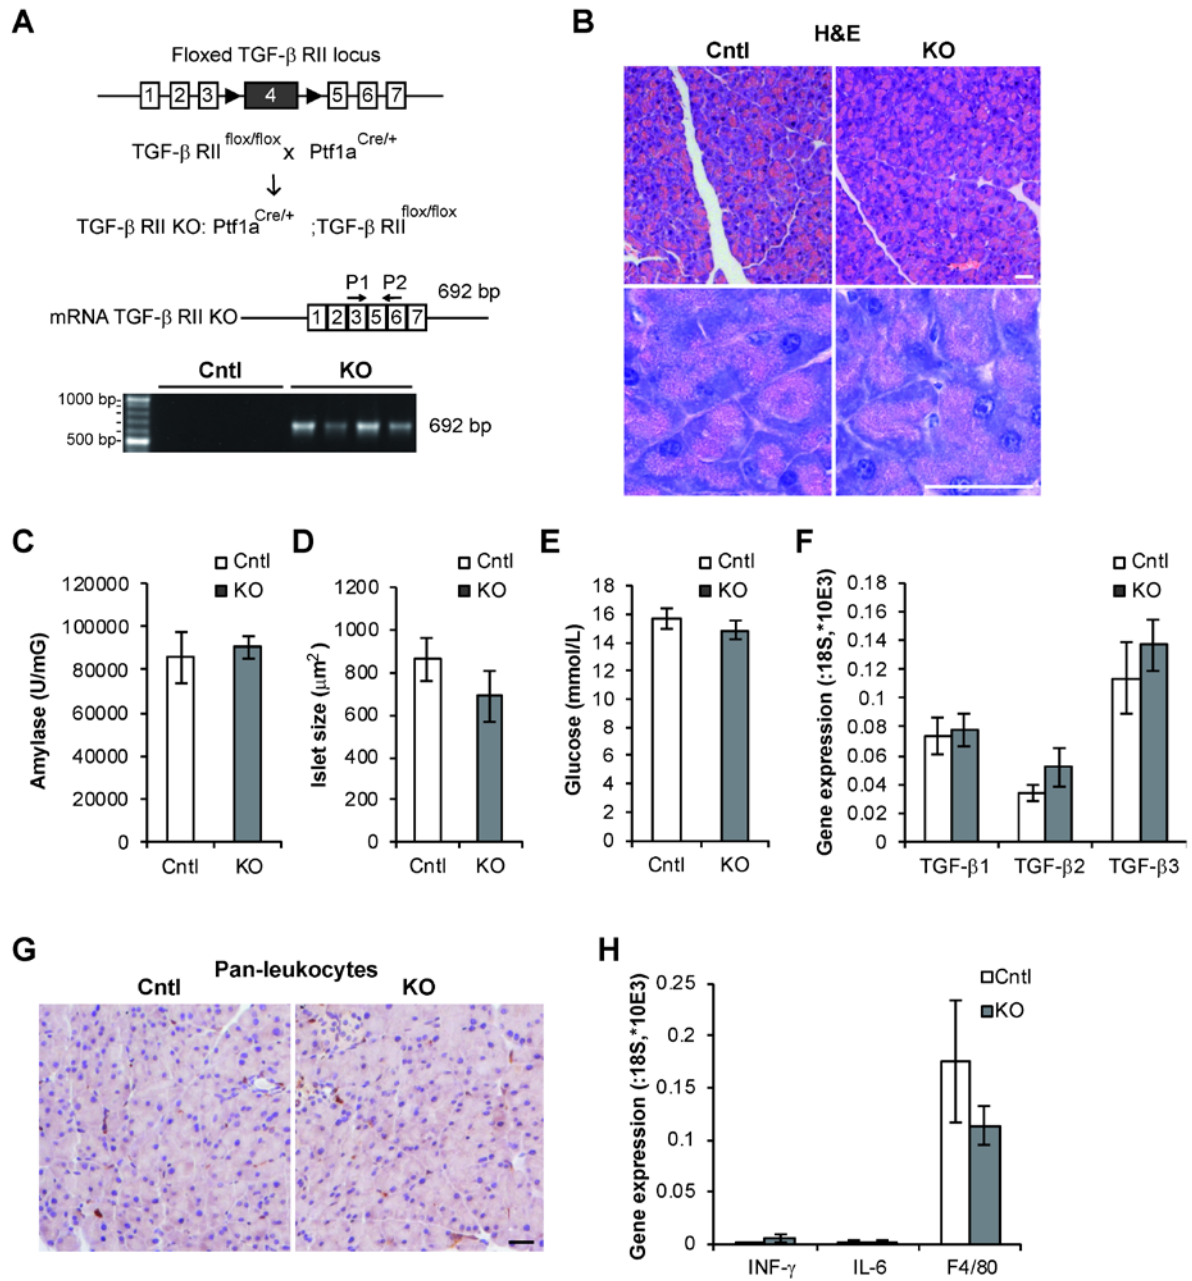 A
Floxed TGF-β RII locus
1 2 3 4 5 6 7
TGF-β RII flox/flox x Ptf1a Cre/+
TGF-β RII KO: Ptf1a Cre/+ ;TGF-β RII flox/flox
P1 P2 692 bp
mRNA TGF-β RII KO 1 2 3 5 6 7
Cntl KO
1000 bp-
500 bp-
692 bp
B
H&E
Cntl KO
C
Cntl
KO
Amylase (U/mG)
120000
100000
80000
60000
40000
20000
0
Cntl KO
D
Cntl
KO
Islet size (μm²)
1200
1000
800
600
400
200
0
Cntl KO
E
Cntl
KO
Glucose (mmol/L)
18
16
14
12
10
8
6
4
2
0
Cntl KO
F
Cntl
KO
Gene expression (:18S,*10E3)
0.18
0.16
0.14
0.12
0.1
0.08
0.06
0.04
0.02
0
TGF-β1 TGF-β2 TGF-β3
G
Pan-leukocytes
Cntl KO
H
Cntl
KO
Gene expression (:18S,*10E3)
0.25
0.2
0.15
0.1
0.05
0
INF-γ IL-6 F4/80